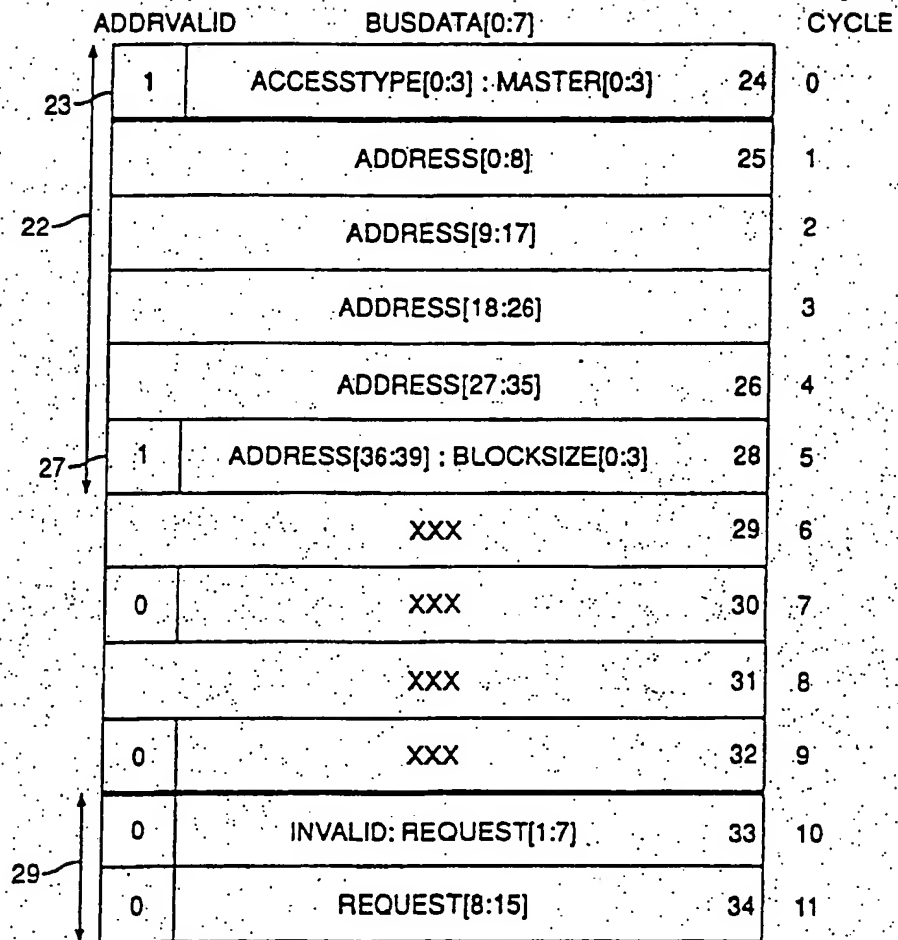 ADDRVALID BUSDATA[0:7] CYCLE
23 1 ACCESSTYPE[0:3] : MASTER[0:3] 24 0
ADDRESS[0:8] 25 1
22 ADDRESS[9:17] 2
ADDRESS[18:26] 3
ADDRESS[27:35] 26 4
27 1 ADDRESS[36:39] : BLOCKSIZE[0:3] 28 5
XXX 29 6
0 XXX 30 7
XXX 31 8
0 XXX 32 9
0 INVALID: REQUEST[1:7] 33 10
29
0 REQUEST[8:15] 34 11